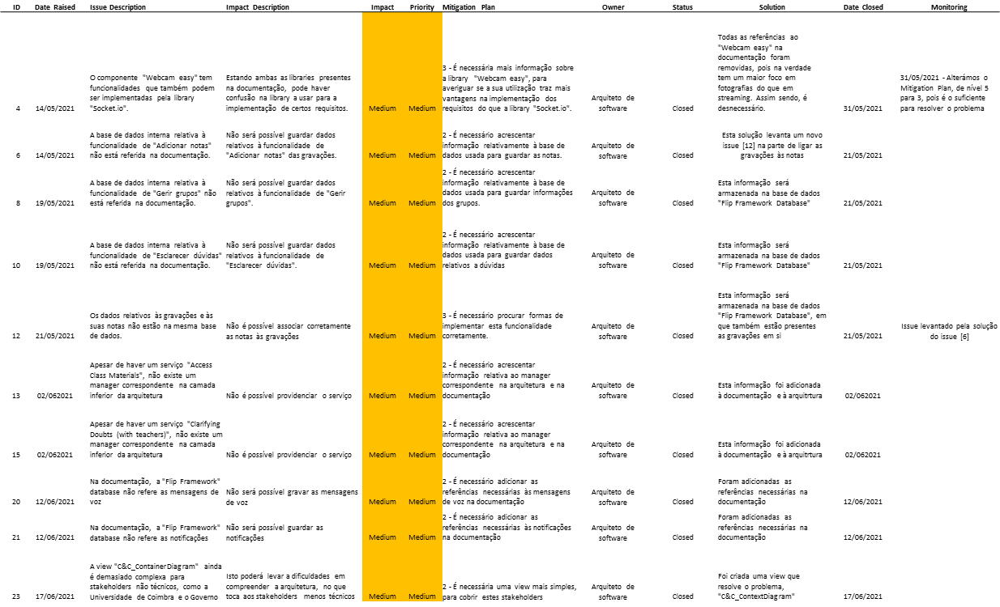 ID Date Raised Issue Description Impact Description Impact Priority Mitigation Plan Owner Status Solution Date Closed Monitoring
4 14/05/2021
O componente "Webcam easy" tem
funcionalidades que também podem
ser implementadas pela library
"Socket.io".
Estando ambas as libraries presentes
na documentação, pode haver
confusão na library a usar para a
implementação de certos requisitos.
Medium Medium
3 - É necessária mais informação sobre
a library "Webcam easy", para
averiguar se a sua utilização traz mais
vantagens na implementação dos
requisitos do que a library "Socket.io".
Arquiteto de
software
Closed
Todas as referências ao
"Webcam easy" na
documentação foram
removidas, pois na verdade
tem um maior foco em
fotografias do que em
streaming. Assim sendo, é
desnecessário.
31/05/2021
31/05/2021 - Alterámos o
Mitigation Plan, de nível 5
para 3, pois é o suficiente
para resolver o problema
6 14/05/2021
A base de dados interna relativa à
funcionalidade de "Adicionar notas"
não está referida na documentação.
Não será possível guardar dados
relativos à funcionalidade de
"Adicionar notas" das gravações.
Medium Medium
2 - É necessário acrescentar
informação relativamente à base de
dados usada para guardar as notas.
Arquiteto de
software
Closed
Esta solução levanta um novo
issue [12] na parte de ligar as
gravações às notas
21/05/2021
8 19/05/2021
A base de dados interna relativa à
funcionalidade de "Gerir grupos" não
está referida na documentação.
Não será possível guardar dados
relativos à funcionalidade de "Gerir
grupos".
Medium Medium
2 - É necessário acrescentar
informação relativamente à base de
dados usada para guardar informações
dos grupos.
Arquiteto de
software
Closed
Esta informação será
armazenada na base de dados
"Flip Framework Database"
21/05/2021
10 19/05/2021
A base de dados interna relativa à
funcionalidade de "Esclarecer dúvidas"
não está referida na documentação.
Não será possível guardar dados
relativos à funcionalidade de
"Esclarecer dúvidas".
Medium Medium
2 - É necessário acrescentar
informação relativamente à base de
dados usada para guardar dados
relativos a dúvidas
Arquiteto de
software
Closed
Esta informação será
armazenada na base de dados
"Flip Framework Database"
21/05/2021
12 21/05/2021
Os dados relativos às gravações e às
suas notas não estão na mesma base
de dados.
Não é possível associar corretamente
as notas às gravações
Medium Medium
3 - É necessário procurar formas de
implementar esta funcionalidade
corretamente.
Arquiteto de
software
Closed
Esta informação será
armazenada na base de dados
"Flip Framework Database", em
que também estão presentes
as gravações em si
21/05/2021
Issue levantado pela solução
do issue [6]
13 02/062021
Apesar de haver um serviço "Access
Class Materials", não existe um
manager correspondente na camada
inferior da arquitetura
Não é possível providenciar o serviço
Medium Medium
2 - É necessário acrescentar
informação relativa ao manager
correspondente na arquitetura e na
documentação
Arquiteto de
software
Closed
Esta informação foi adicionada
à documentação e à arquitrtura
02/062021
15 02/062021
Apesar de haver um serviço "Clarifying
Doubts (with teachers)", não existe um
manager correspondente na camada
inferior da arquitetura
Não é possível providenciar o serviço
Medium Medium
2 - É necessário acrescentar
informação relativa ao manager
correspondente na arquitetura e na
documentação
Arquiteto de
software
Closed
Esta informação foi adicionada
à documentação e à arquitrtura
02/062021
20 12/06/2021
Na documentação, a "Flip Framework"
database não refere as mensagens de
voz
Não será possível gravar as mensagens
de voz
Medium Medium
2 - É necessário adicionar as
referências necessárias às mensagens
de voz na documentação
Arquiteto de
software
Closed
Foram adicionadas as
referências necessárias na
documentação
12/06/2021
21 12/06/2021
Na documentação, a "Flip Framework"
database não refere as notificações
Não será possível guardar as
notificações
Medium Medium
2 - É necessário adicionar as
referências necessárias às notificações
na documentação
Arquiteto de
software
Closed
Foram adicionadas as
referências necessárias na
documentação
12/06/2021
23 17/06/2021
A view "C&C_ContainerDiagram" ainda
é demasiado complexa para
stakeholders não técnicos, como a
Universidade de Coimbra e o Governo
Isto poderá levar a dificuldades em
compreender a arquitetura, no que
toca aos stakeholders menos técnicos
Medium Medium
2 - É necessária uma view mais simples,
para cobrir estes stakeholders
Arquiteto de
software
Closed
Foi criada uma view que
resolve o problema,
"C&C_ContextDiagram"
17/06/2021